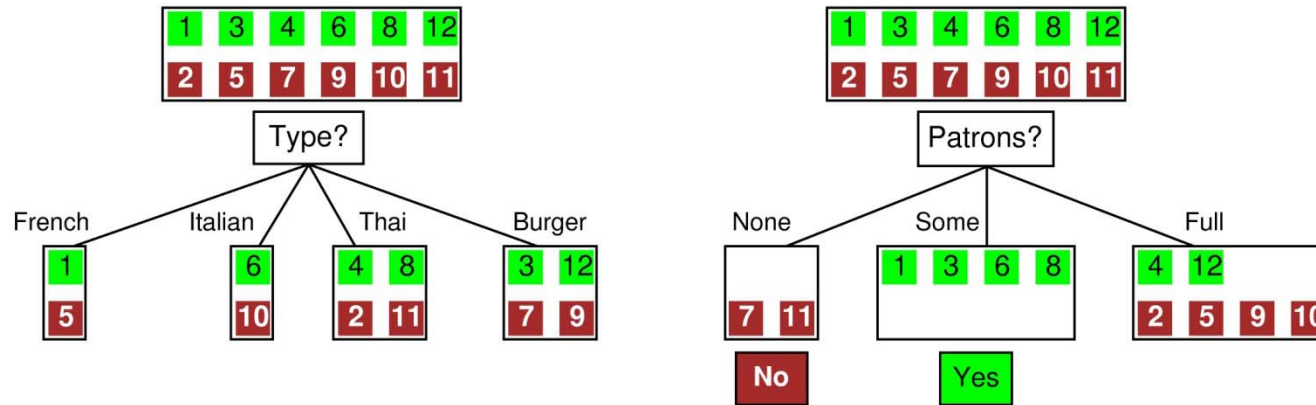 1 3 4 6 8 12
2 5 7 9 10 11
Type?
French Italian Thai Burger
1 6 4 8 3 12
5 10 2 11 7 9
1 3 4 6 8 12
2 5 7 9 10 11
Patrons?
None Some Full
1 3 6 8 4 12
7 11 2 5 9 10
No Yes